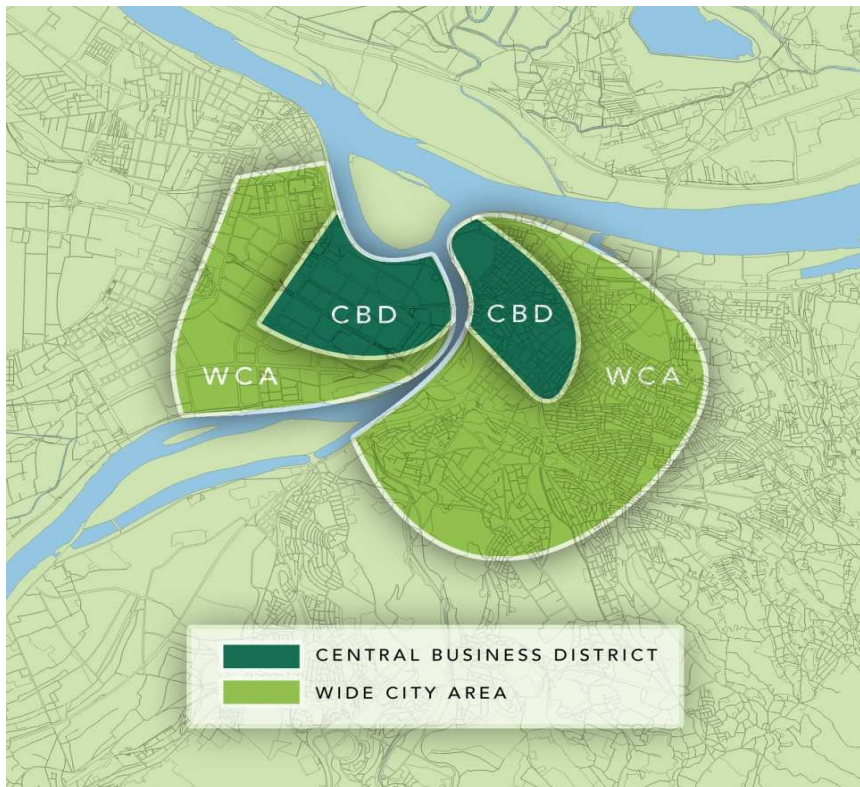 CBD
CBD
WCA
WCA
CENTRAL BUSINESS DISTRICT
WIDE CITY AREA